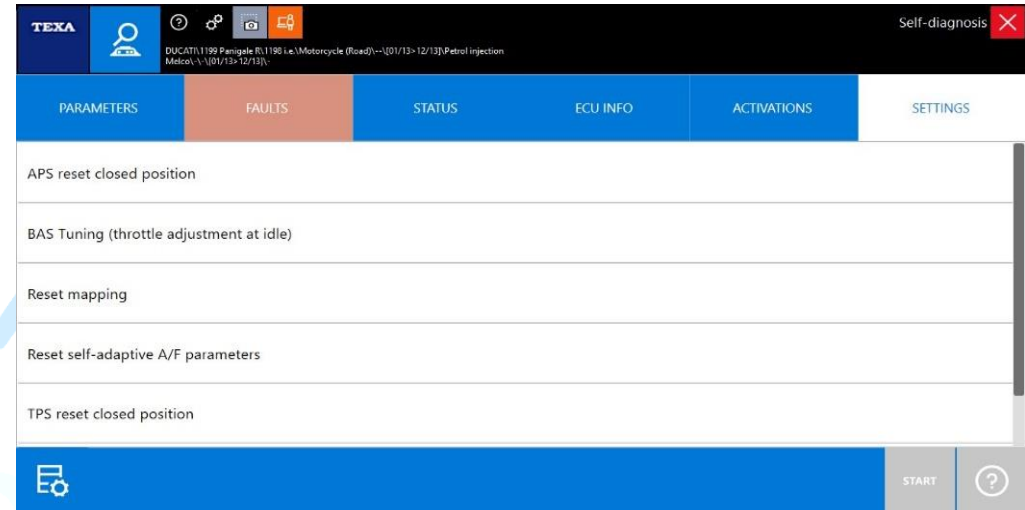 TEXA
Self-diagnosis
DUCATI\1199 Panigale R\1198 i.e.\Motorcycle (Road)\--\[01/13>12/13]\Petrol injection
Melco\-\-\[01/13>12/13]\-
PARAMETERS
FAULTS
STATUS
ECU INFO
ACTIVATIONS
SETTINGS
APS reset closed position
BAS Tuning (throttle adjustment at idle)
Reset mapping
Reset self-adaptive A/F parameters
TPS reset closed position
START